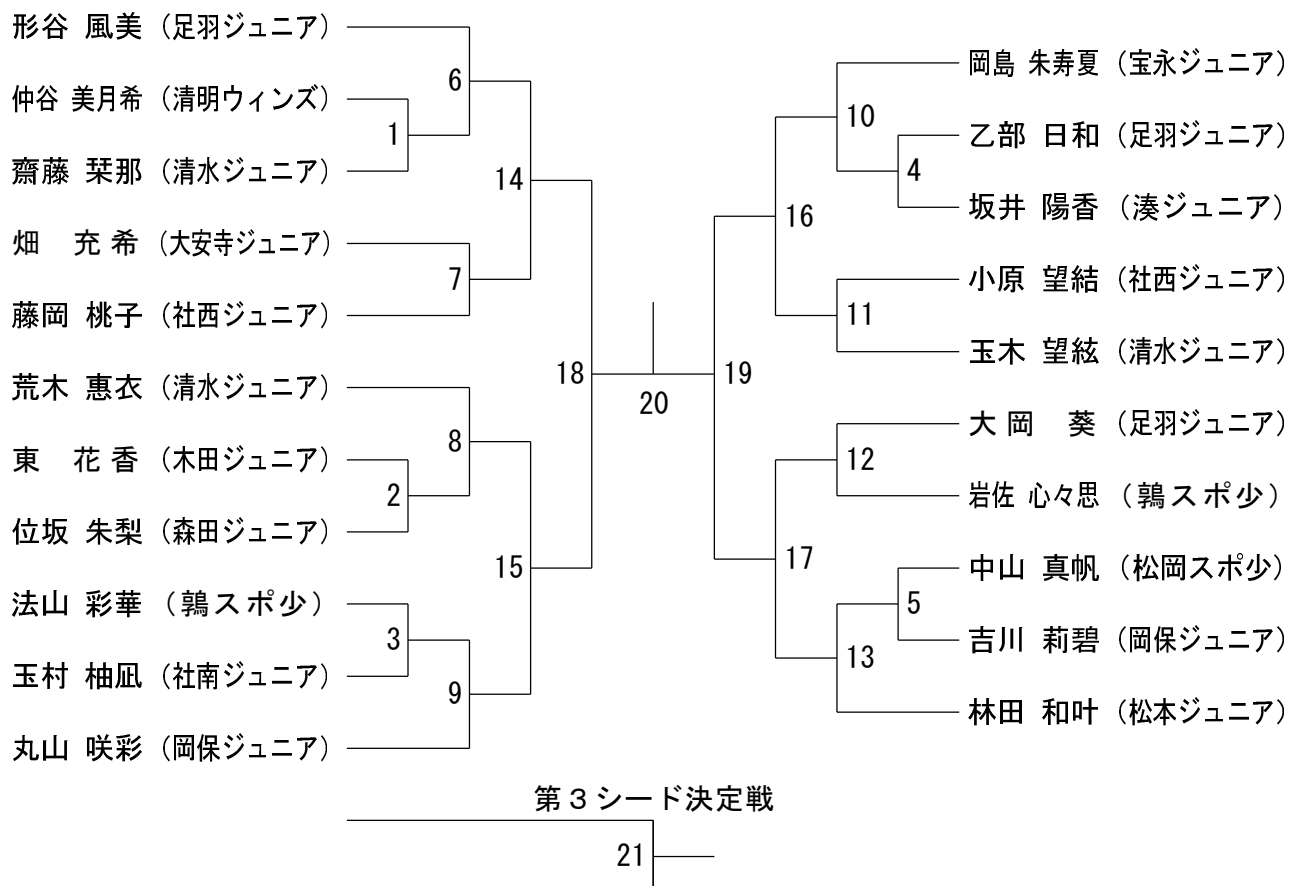 形谷 風美 (足羽ジュニア)
6
仲谷 美月希 (清明ウィンズ)
1
齋藤 栞那 (清水ジュニア)
14
畑 充希 (大安寺ジュニア)
7
藤岡 桃子 (社西ジュニア)
18
荒木 惠衣 (清水ジュニア)
8
東 花香 (木田ジュニア)
2
位坂 朱梨 (森田ジュニア)
15
法山 彩華 (鶉スポ少)
3
玉村 柚凪 (社南ジュニア)
9
丸山 咲彩 (岡保ジュニア)
20
岡島 朱寿夏 (宝永ジュニア)
10
乙部 日和 (足羽ジュニア)
4
坂井 陽香 (湊ジュニア)
16
小原 望結 (社西ジュニア)
11
玉木 望絃 (清水ジュニア)
19
大岡 葵 (足羽ジュニア)
12
岩佐 心々思 (鶉スポ少)
17
中山 真帆 (松岡スポ少)
5
吉川 莉碧 (岡保ジュニア)
13
林田 和叶 (松本ジュニア)
第3シード決定戦
21